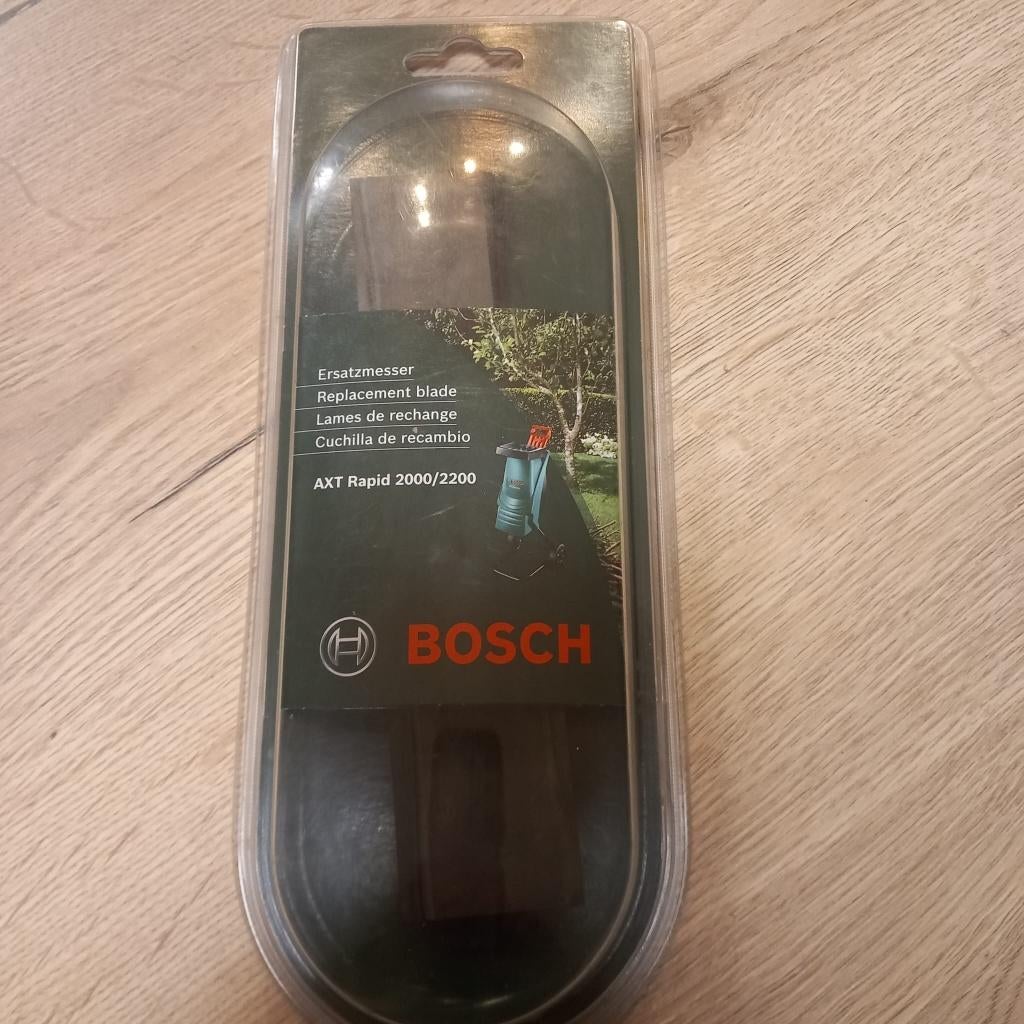 Ersatzmesser
Replacement blade
Lames de rechange
Cuchilla de recambio
AXT Rapid 2000/2200
BOSCH